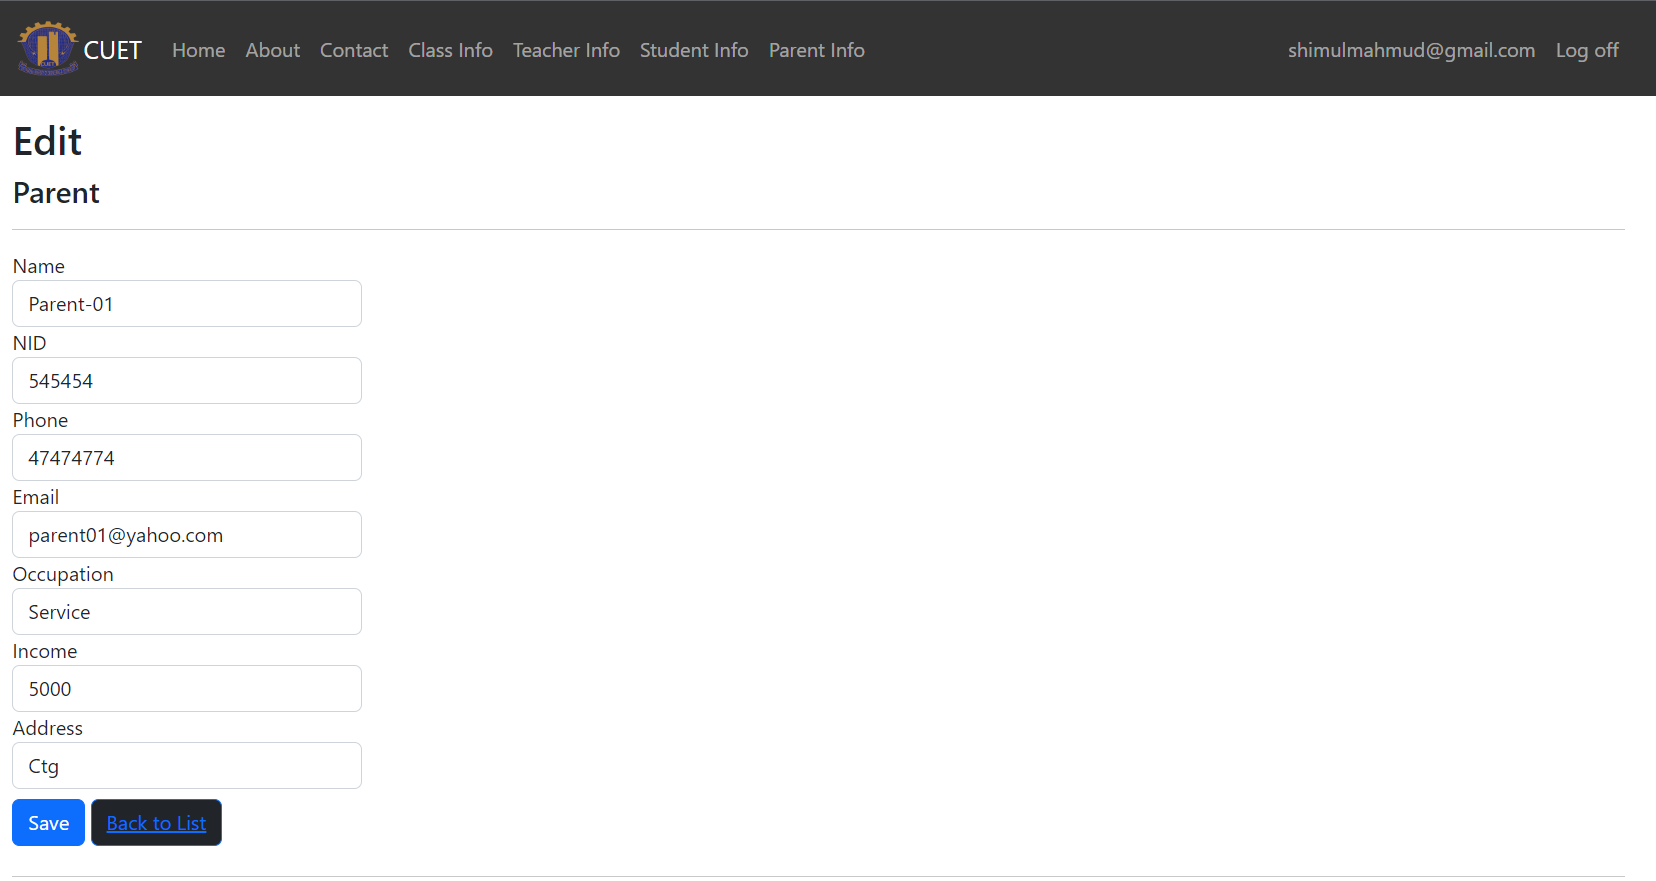 CUET Home About Contact Class Info Teacher Info Student Info Parent Info shimulmahmud@gmail.com Log off
Edit
Parent
Name
Parent-01
NID
545454
Phone
47474774
Email
parent01@yahoo.com
Occupation
Service
Income
5000
Address
Ctg
Save Back to List